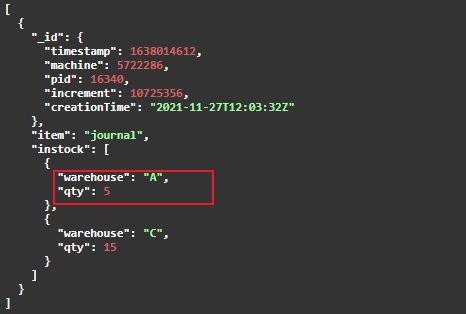 [
  {
    "_id": {
      "timestamp": 1638014612,
      "machine": 5722286,
      "pid": 16340,
      "increment": 10725356,
      "creationTime": "2021-11-27T12:03:32Z"
    },
    "item": "journal",
    "instock": [
      {
        "warehouse": "A",
        "qty": 5
      },
      {
        "warehouse": "C",
        "qty": 15
      }
    ]
  }
]